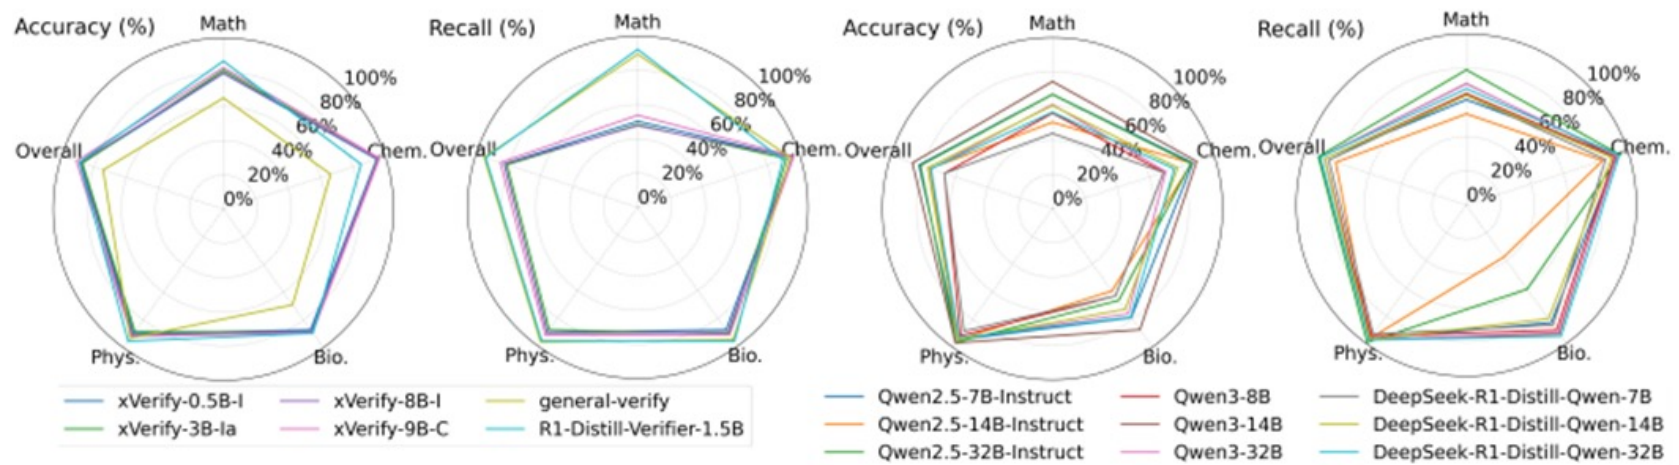 Accuracy (%)
Math
100%
80%
60%
40%
20%
0%
Overall
Chem.
Phys.
Bio.
Recall (%)
Math
100%
80%
60%
40%
20%
0%
Overall
Chem.
Phys.
Bio.
Accuracy (%)
Math
100%
80%
60%
40%
20%
0%
Overall
Chem.
Phys.
Bio.
Recall (%)
Math
100%
80%
60%
40%
20%
0%
Overall
Chem.
Phys.
Bio.
xVerify-0.5B-I
xVerify-3B-Ia
xVerify-8B-I
xVerify-9B-C
general-verify
R1-Distill-Verifier-1.5B
Qwen2.5-7B-Instruct
Qwen2.5-14B-Instruct
Qwen2.5-32B-Instruct
Qwen3-8B
Qwen3-14B
Qwen3-32B
DeepSeek-R1-Distill-Qwen-7B
DeepSeek-R1-Distill-Qwen-14B
DeepSeek-R1-Distill-Qwen-32B